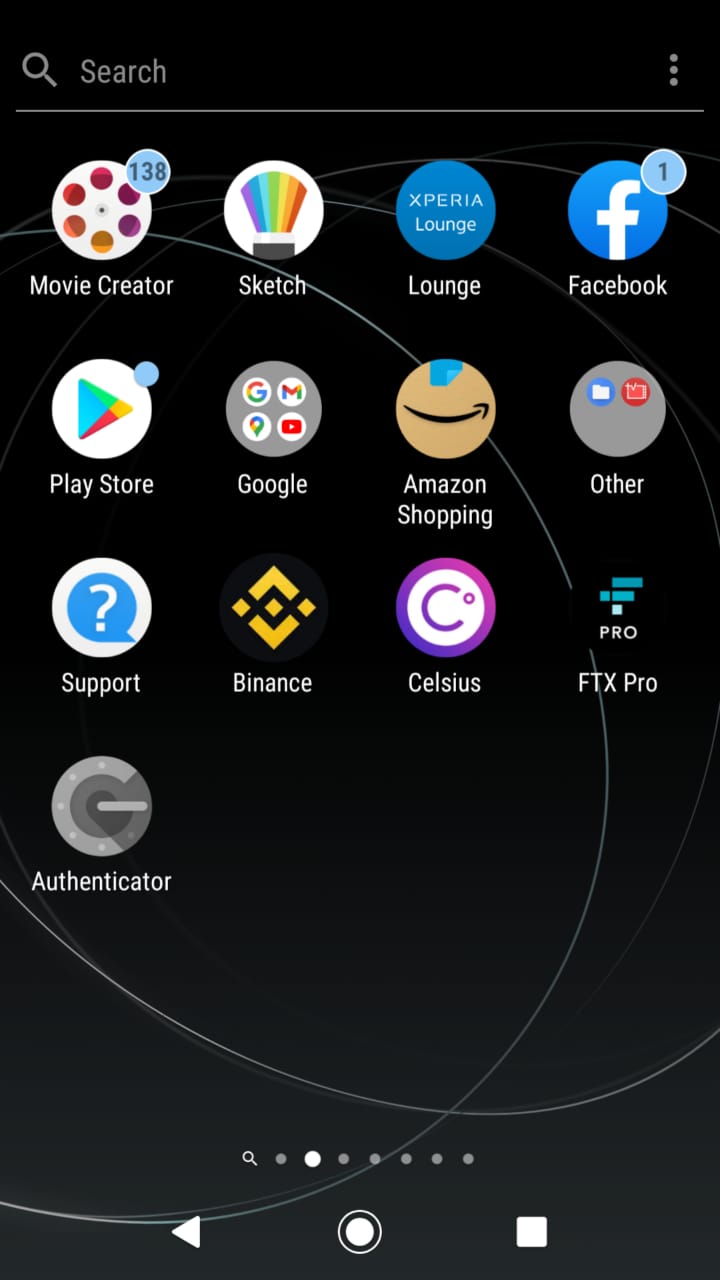 Search
138
XPERIA
Lounge
1
Movie Creator
Sketch
Lounge
Facebook
Play Store
Google
Amazon
Shopping
Other
?
PRO
Support
Binance
Celsius
FTX Pro
Authenticator